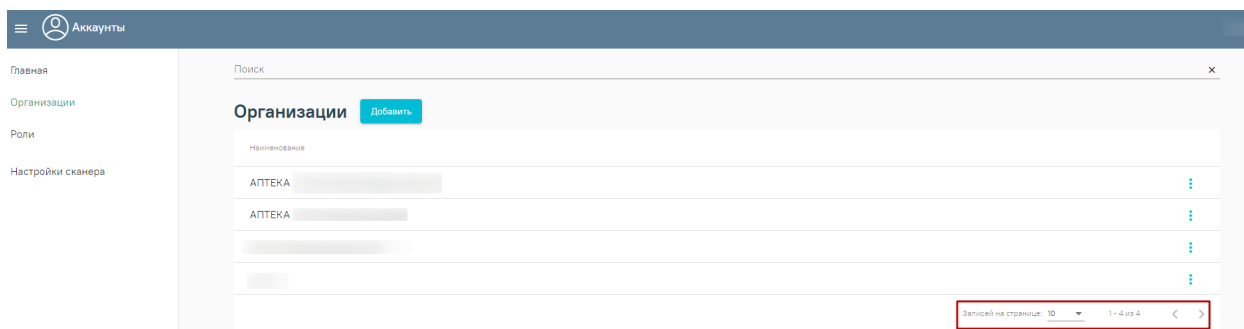 Аккаунты
Главная
Организации
Роли
Настройки сканера
Поиск
Организации Добавить
Наименование
АПТЕКА
АПТЕКА
Записей на странице: 10 1 - 4 из 4